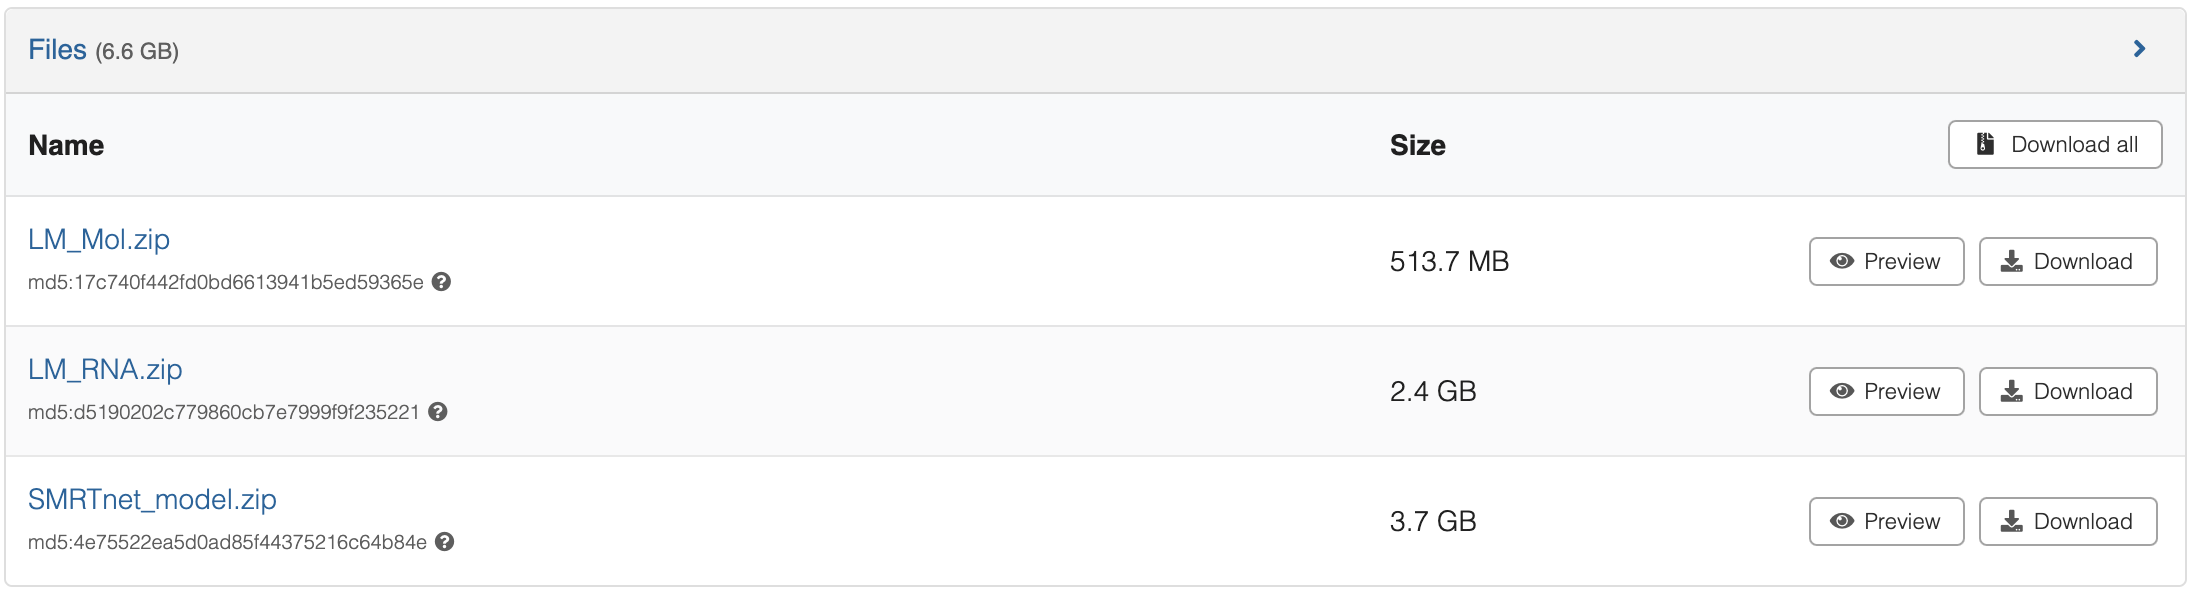 Files (6.6 GB)
Name Size Download all
LM_Mol.zip
md5:17c740f442fd0bd6613941b5ed59365e
513.7 MB Preview Download
LM_RNA.zip
md5:d5190202c779860cb7e7999f9f235221
2.4 GB Preview Download
SMRTnet_model.zip
md5:4e75522ea5d0ad85f44375216c64b84e
3.7 GB Preview Download